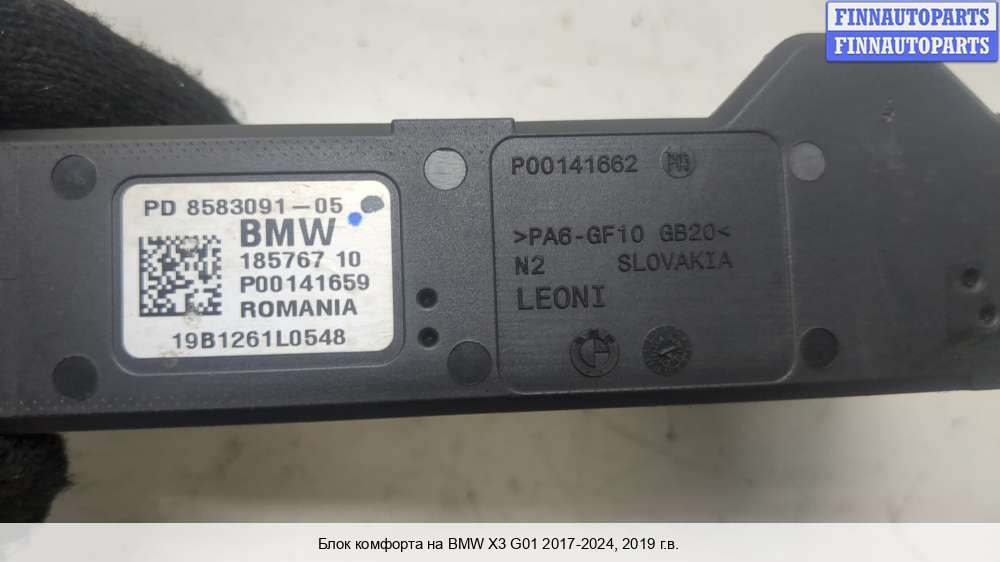 FINNAUTOPARTS
FINNAUTOPARTS
PD 8583091-05
BMW
185767 10
P00141659
ROMANIA
19B1261L0548
P00141662 P03
>PA6-GF10 GB20<
N2 SLOVAKIA
LEONI
Блок комфорта на BMW X3 G01 2017-2024, 2019 г.в.